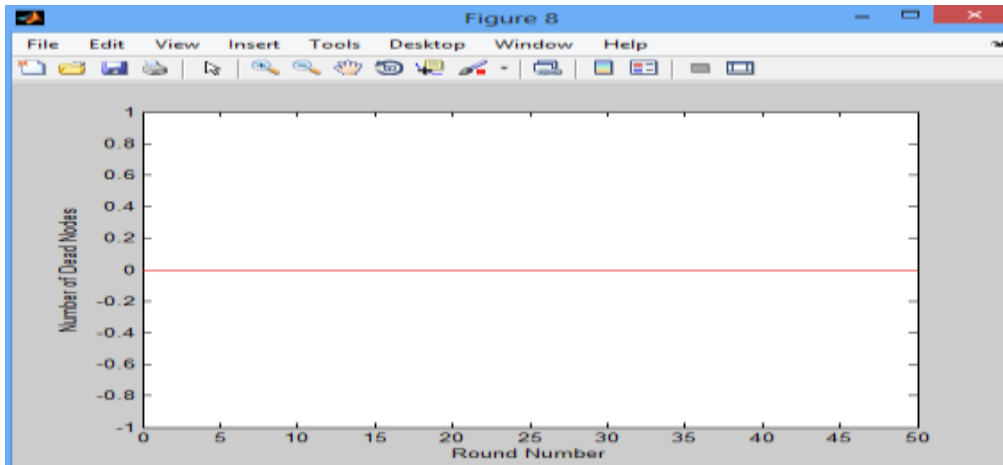 Figure 8
File Edit View Insert Tools Desktop Window Help
1
0.8
0.6
0.4
0.2
0
-0.2
-0.4
-0.6
-0.8
-1
Number of Dead Nodes
0 5 10 15 20 25 30 35 40 45 50
Round Number